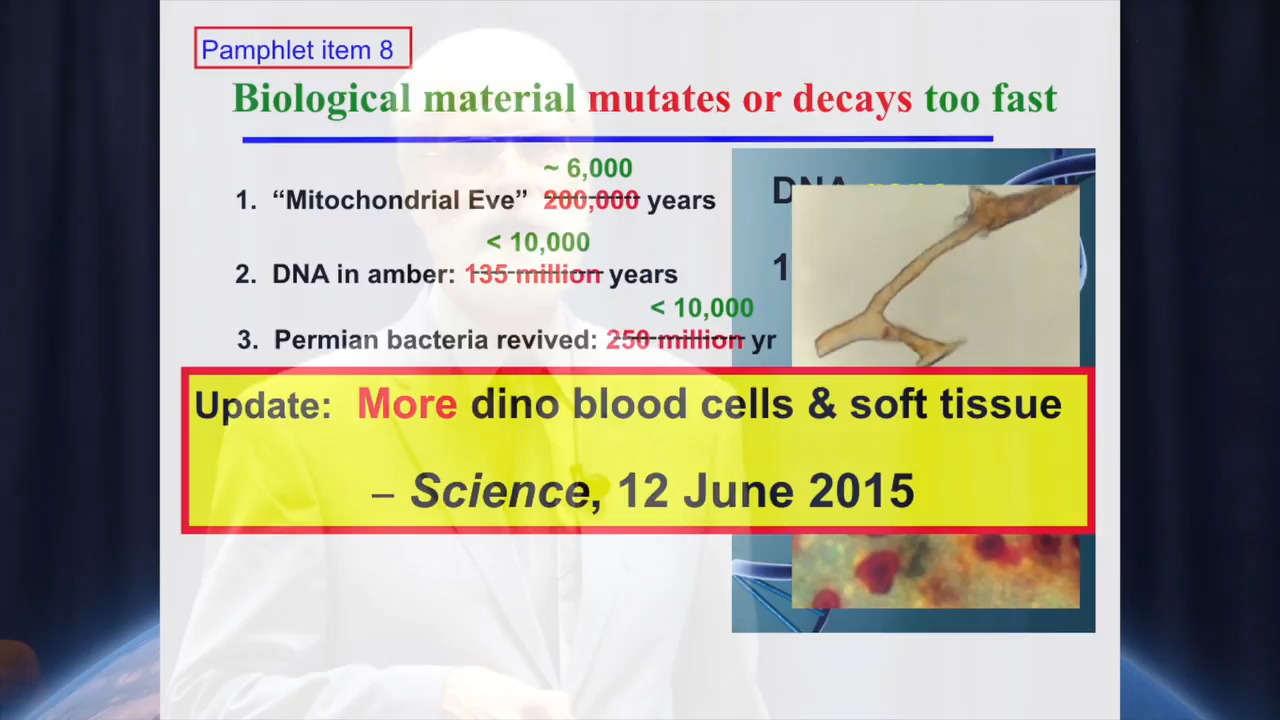 Pamphlet item 8
Biological material mutates or decays too fast
~ 6,000
1. “Mitochondrial Eve” 200,000 years
< 10,000
2. DNA in amber: 135 million years
< 10,000
3. Permian bacteria revived: 250 million yr
DNA
1
Update: More dino blood cells & soft tissue
– Science, 12 June 2015